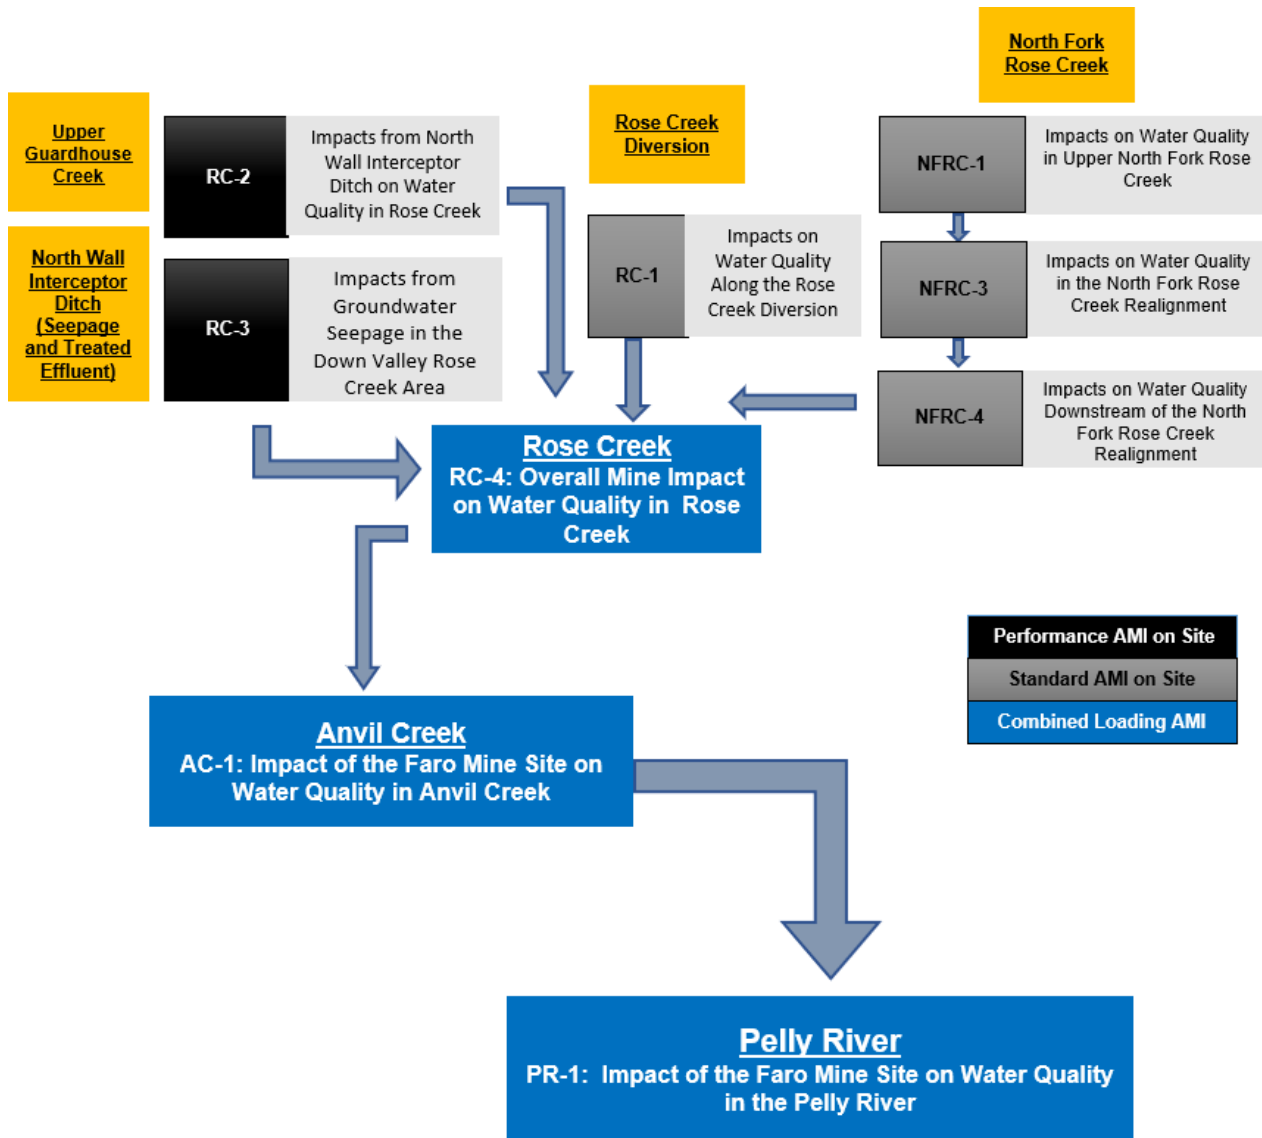 Upper
Guardhouse
Creek
North Wall
Interceptor
Ditch
(Seepage
and Treated
Effluent)
RC-2
Impacts from North
Wall Interceptor
Ditch on Water
Quality in Rose Creek
RC-3
Impacts from
Groundwater
Seepage in the
Down Valley Rose
Creek Area
Rose Creek
Diversion
RC-1
Impacts on
Water Quality
Along the Rose
Creek Diversion
North Fork
Rose Creek
NFRC-1
Impacts on Water Quality
in Upper North Fork Rose
Creek
NFRC-3
Impacts on Water Quality
in the North Fork Rose
Creek Realignment
NFRC-4
Impacts on Water Quality
Downstream of the North
Fork Rose Creek
Realignment
Rose Creek
RC-4: Overall Mine Impact
on Water Quality in Rose
Creek
Performance AMI on Site
Standard AMI on Site
Combined Loading AMI
Anvil Creek
AC-1: Impact of the Faro Mine Site on
Water Quality in Anvil Creek
Pelly River
PR-1: Impact of the Faro Mine Site on Water Quality
in the Pelly River